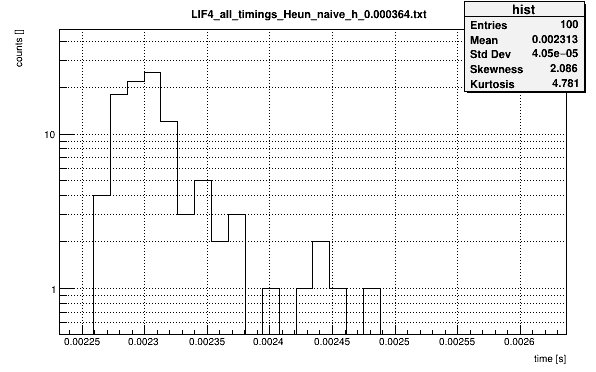 LIF4_all_timings_Heun_naive_h_0.000364.txt
hist
Entries 100
Mean 0.002313
Std Dev 4.05e−05
Skewness 2.086
Kurtosis 4.781
counts []
10
1
0.00225 0.0023 0.00235 0.0024 0.00245 0.0025 0.00255 0.0026
time [s]